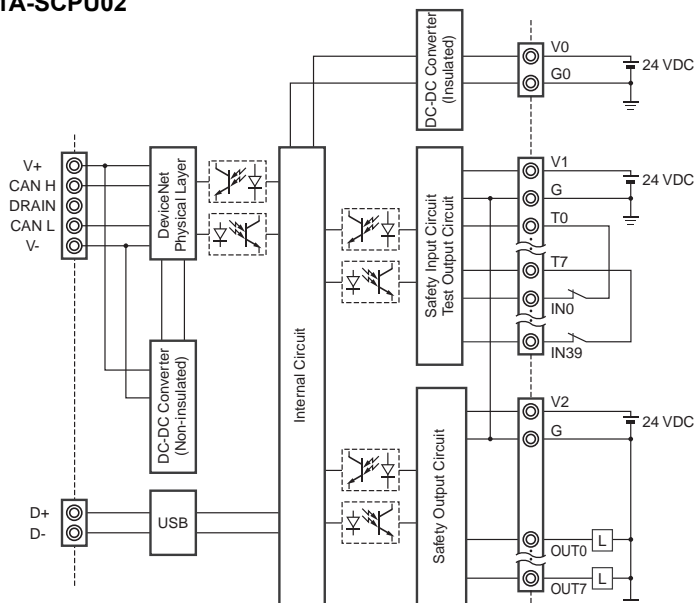 1A-SCPU02
V+
CAN H
DRAIN
CAN L
V-
DeviceNet
Physical Layer
DC-DC Converter
(Non-insulated)
D+
D-
USB
Internal Circuit
DC-DC Converter
(Insulated)
V0
G0
24 VDC
Safety Input Circuit
Test Output Circuit
V1
G
T0
T7
IN0
IN39
24 VDC
Safety Output Circuit
V2
G
24 VDC
OUT0
L
OUT7
L